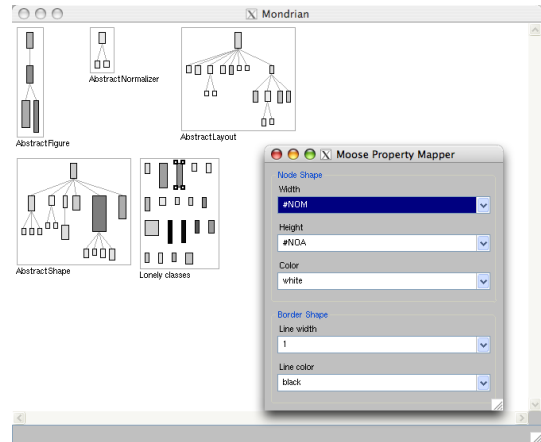 X Mondrian
AbstractFigure
AbstractNormalizer
AbstractLayout
AbstractShape
Lonely classes
X Moose Property Mapper
Node Shape
Width
#NOM
Height
#NOA
Color
white
Border Shape
Line width
1
Line color
black